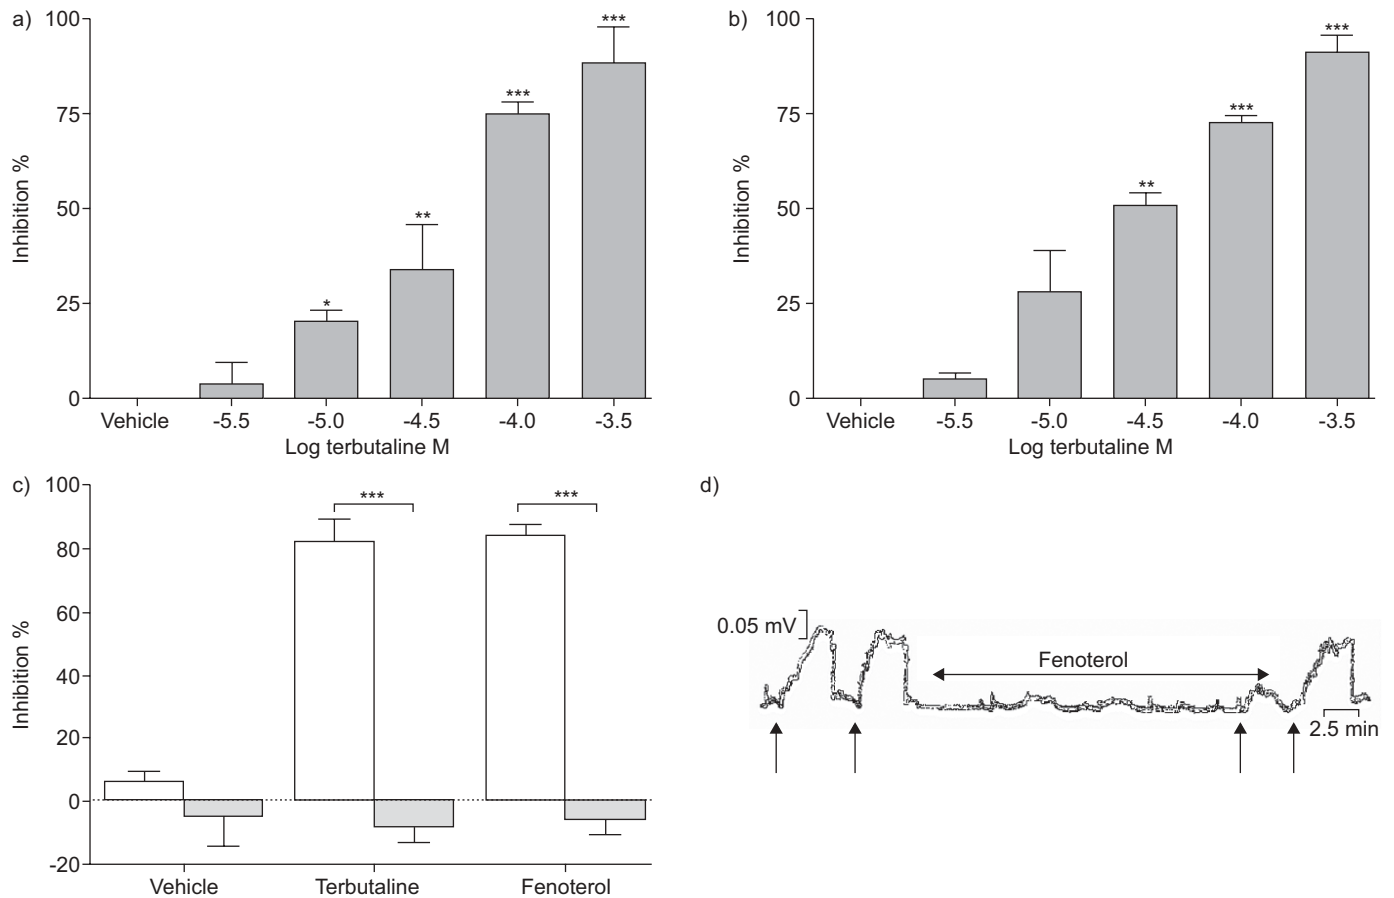 a)
100
75
50
25
0
Inhibition %
*
**
***
***
Vehicle -5.5 -5.0 -4.5 -4.0 -3.5
Log terbutaline M
b)
100
75
50
25
0
Inhibition %
**
***
***
Vehicle -5.5 -5.0 -4.5 -4.0 -3.5
Log terbutaline M
c)
100
80
60
40
20
0
-20
Inhibition %
*** ***
Vehicle Terbutaline Fenoterol
d)
0.05 mV
Fenoterol
2.5 min